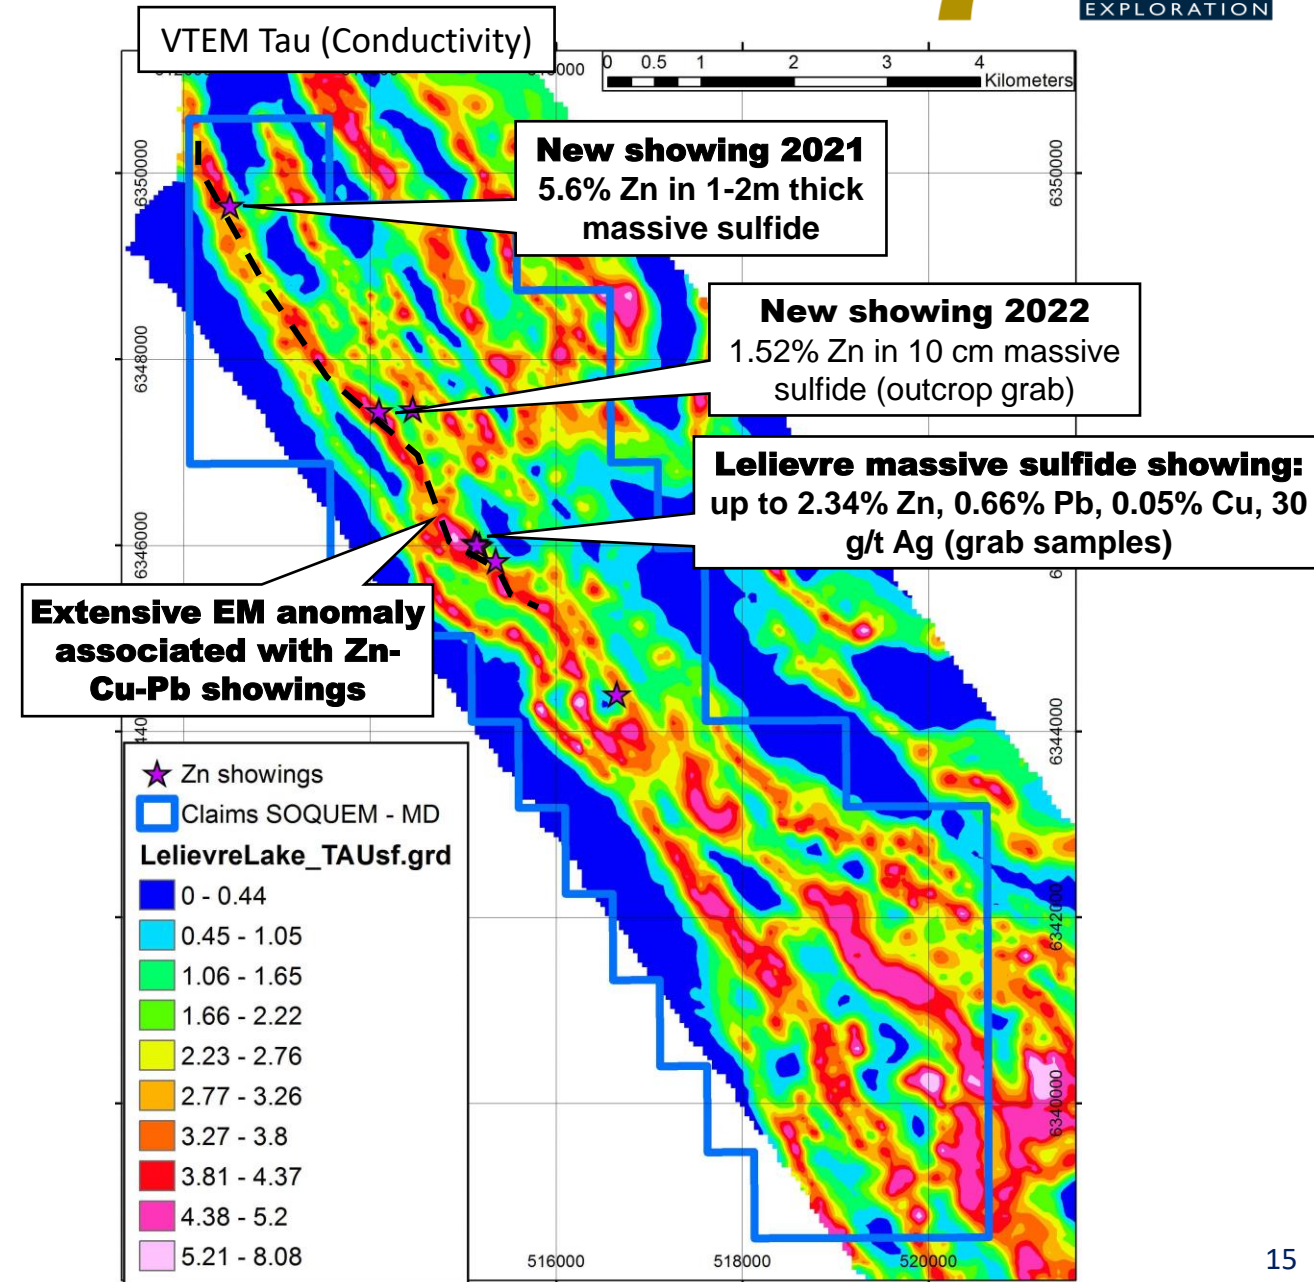 EXPLORATION
VTEM Tau (Conductivity)
0 0.5 1 2 3 4
Kilometers
New showing 2021
5.6% Zn in 1-2m thick
massive sulfide
6350000
6350000
New showing 2022
1.52% Zn in 10 cm massive
sulfide (outcrop grab)
6348000
Lelievre massive sulfide showing:
up to 2.34% Zn, 0.66% Pb, 0.05% Cu, 30
g/t Ag (grab samples)
6346000
Extensive EM anomaly
associated with Zn-
Cu-Pb showings
6344000
Zn showings
Claims SOQUEM - MD
LelievreLake_TAUsf.grd
0 - 0.44
0.45 - 1.05
1.06 - 1.65
1.66 - 2.22
2.23 - 2.76
2.77 - 3.26
3.27 - 3.8
3.81 - 4.37
4.38 - 5.2
5.21 - 8.08
6342000
6340000
516000
518000
520000
15